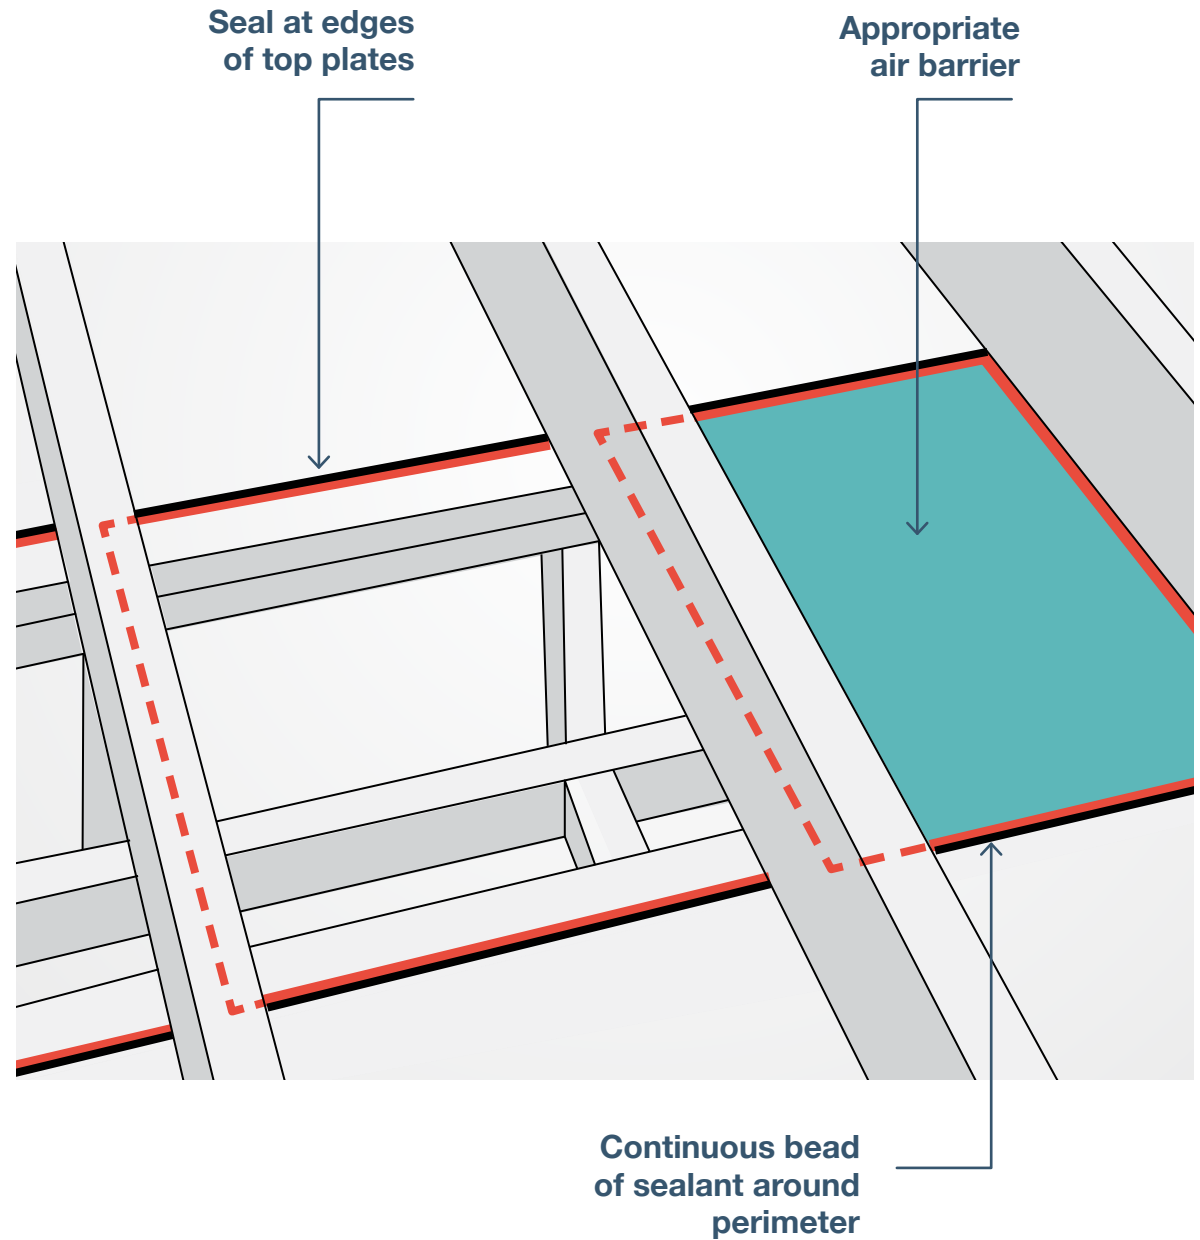 Seal at edges
of top plates
Appropriate
air barrier
Continuous bead
of sealant around
perimeter